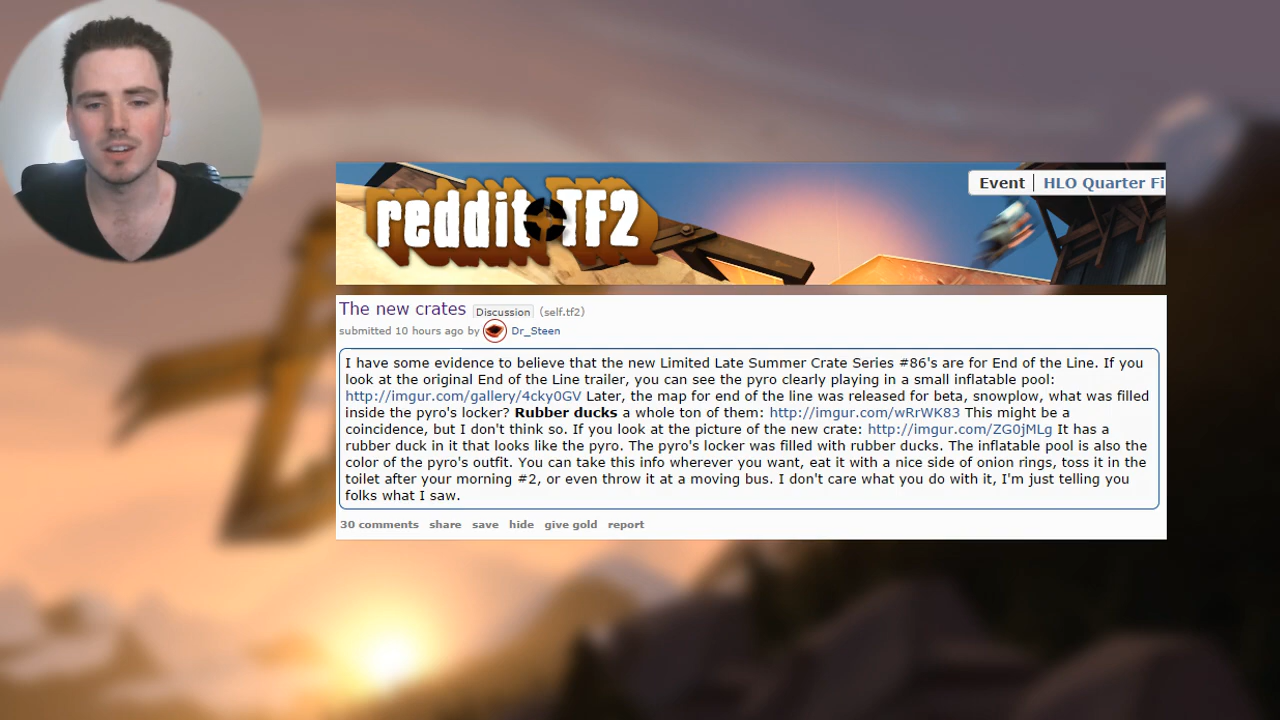 reddit TF2
Event | HLO Quarter Fi
The new crates Discussion (self.tf2)
submitted 10 hours ago by Dr_Steen
I have some evidence to believe that the new Limited Late Summer Crate Series #86's are for End of the Line. If you
look at the original End of the Line trailer, you can see the pyro clearly playing in a small inflatable pool:
http://imgur.com/gallery/4cky0GV Later, the map for end of the line was released for beta, snowplow, what was filled
inside the pyro's locker? Rubber ducks a whole ton of them: http://imgur.com/wRrWK83 This might be a
coincidence, but I don't think so. If you look at the picture of the new crate: http://imgur.com/ZG0jMLg It has a
rubber duck in it that looks like the pyro. The pyro's locker was filled with rubber ducks. The inflatable pool is also the
color of the pyro's outfit. You can take this info wherever you want, eat it with a nice side of onion rings, toss it in the
toilet after your morning #2, or even throw it at a moving bus. I don't care what you do with it, I'm just telling you
folks what I saw.
30 comments share save hide give gold report